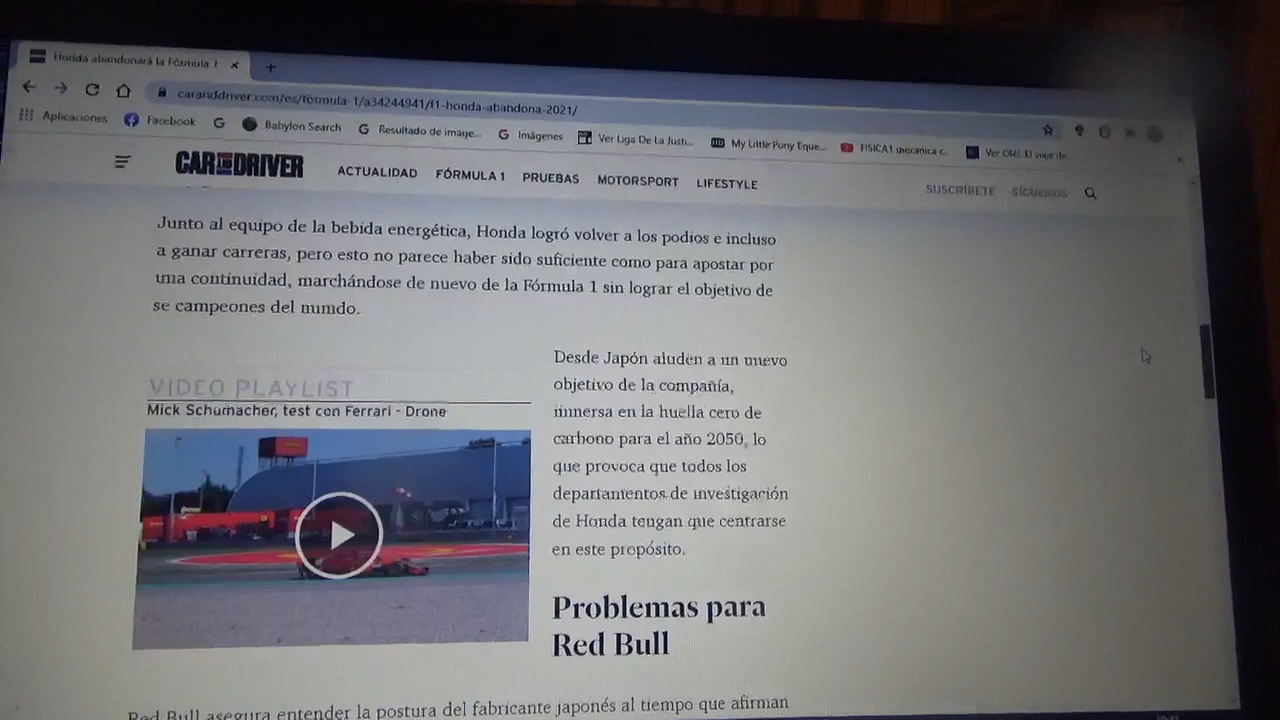 Honda abandonará la Fórmula 1
caranddriver.com/es/formula-1/a34244941/f1-honda-abandona-2021/
Aplicaciones Facebook Babylon Search Resultado de image... Imágenes Ver Liga De La Justi... My Little Pony Eque... FISICA1 mecanica c... Ver Olé!. El viaje de...
CAR AND DRIVER ACTUALIDAD FÓRMULA 1 PRUEBAS MOTORSPORT LIFESTYLE SUSCRÍBETE SÍGUENOS
Junto al equipo de la bebida energética, Honda logró volver a los podios e incluso
a ganar carreras, pero esto no parece haber sido suficiente como para apostar por
una continuidad, marchándose de nuevo de la Fórmula 1 sin lograr el objetivo de
se campeones del mundo.
VIDEO PLAYLIST
Mick Schumacher, test con Ferrari - Drone
Desde Japón aluden a un nuevo
objetivo de la compañía,
inmersa en la huella cero de
carbono para el año 2050, lo
que provoca que todos los
departamentos de investigación
de Honda tengan que centrarse
en este propósito.
Problemas para
Red Bull
Red Bull asegura entender la postura del fabricante japonés al tiempo que afirman